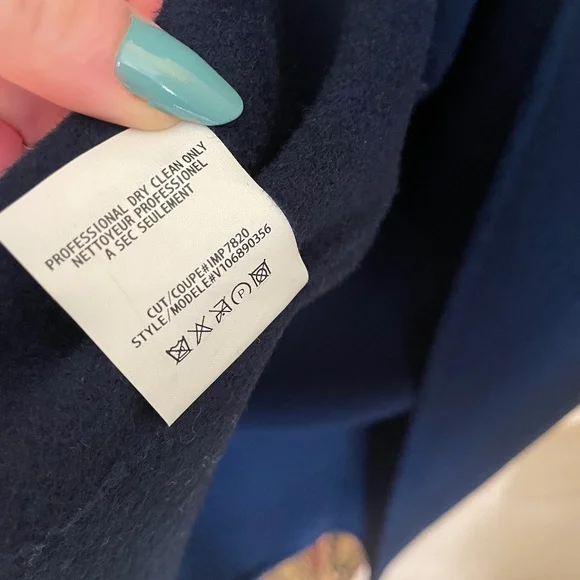 PROFESSIONAL DRY CLEAN ONLY
NETTOYEUR PROFESSIONEL
A SEC SEULEMENT
CUT/COUPE#IMP7820
STYLE/MODELE#V106890356
P